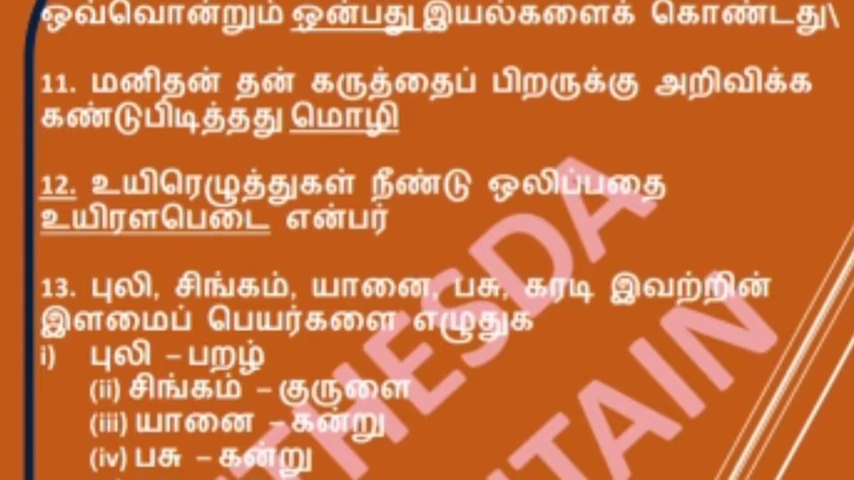 ஒவ்வொன்றும் ஒன்பது இயல்களைக் கொண்டது\
11. மனிதன் தன் கருத்தைப் பிறருக்கு அறிவிக்க
கண்டுபிடித்தது மொழி
12. உயிரெழுத்துகள் நீண்டு ஒலிப்பதை
உயிரளபெடை என்பர்
13. புலி, சிங்கம், யானை, பசு, கரடி இவற்றின்
இளமைப் பெயர்களை எழுதுக
i) புலி – பறழ்
(ii) சிங்கம் – குருளை
(iii) யானை – கன்று
(iv) பசு – கன்று
THESDA
TAIN